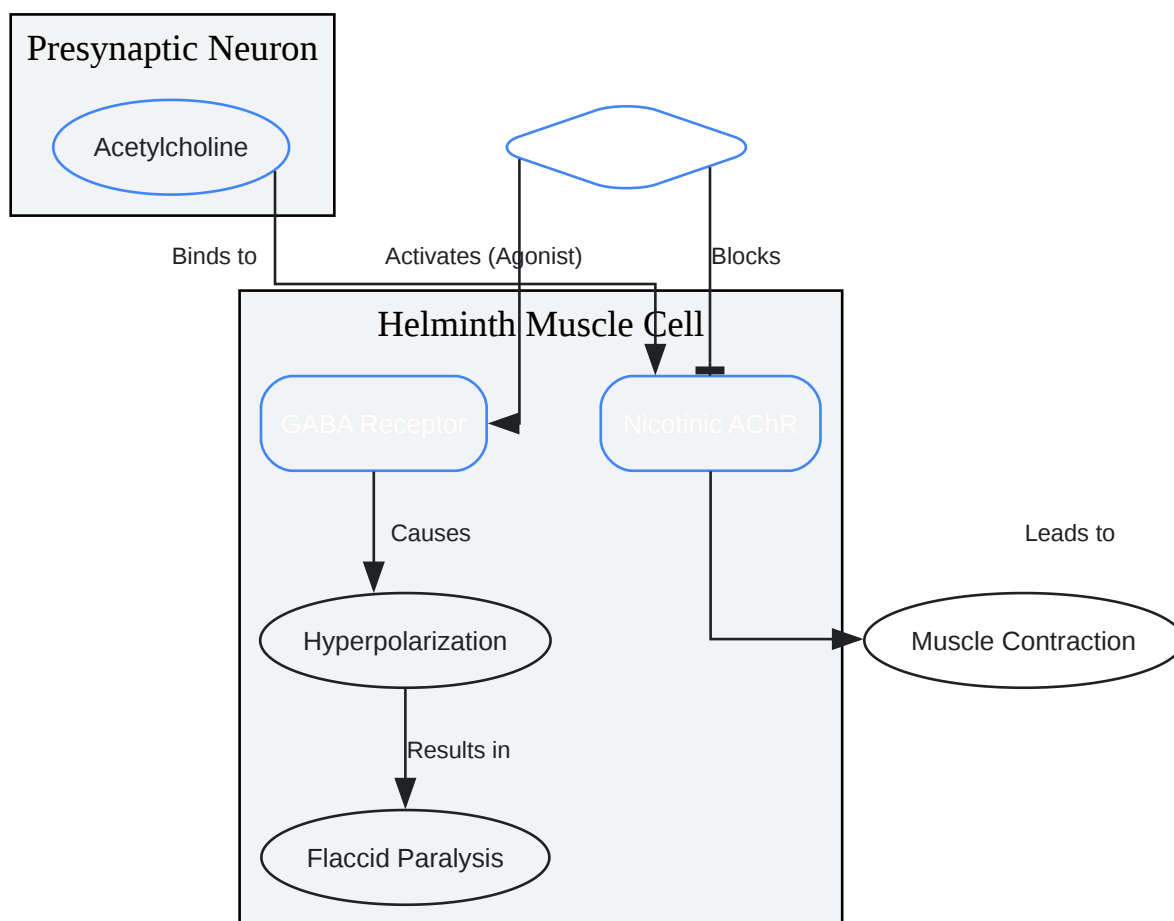 Presynaptic Neuron
Acetylcholine
Binds to
Activates (Agonist)
Blocks
Helminth Muscle Cell
GABA Receptor
Nicotinic AChR
Causes
Leads to
Hyperpolarization
Muscle Contraction
Results in
Flaccid Paralysis